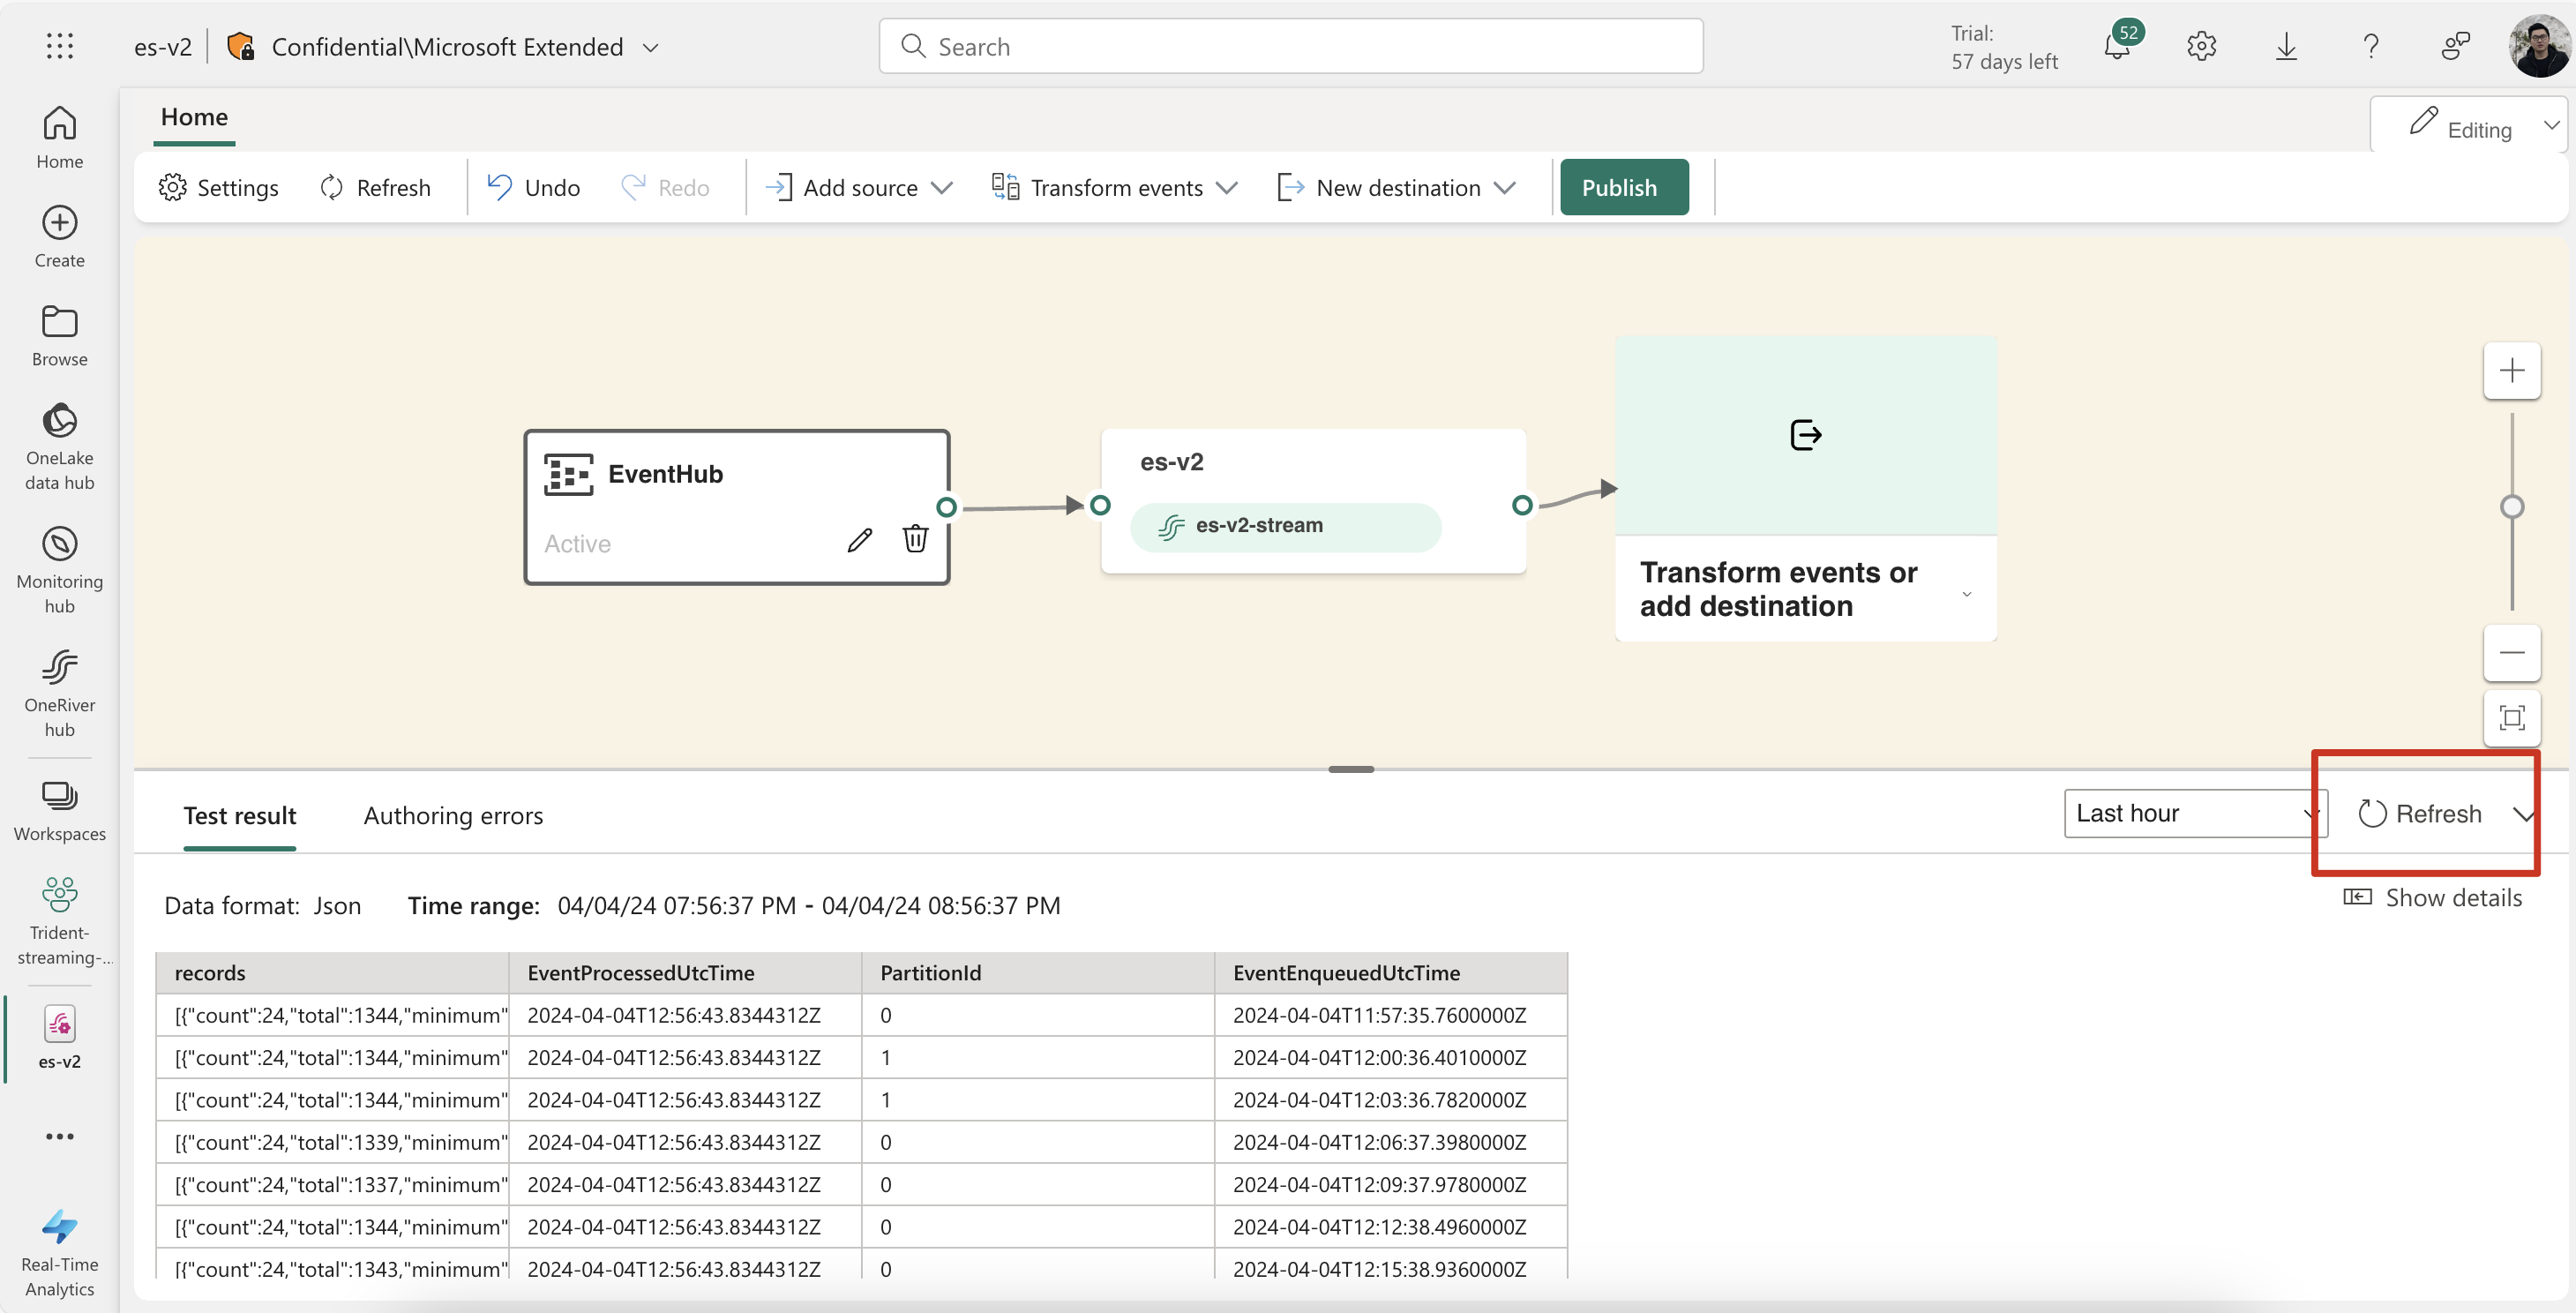 es-v2
Confidential\Microsoft Extended
Search
Trial:
57 days left
52
Home
Editing
Settings
Refresh
Undo
Redo
Add source
Transform events
New destination
Publish
Home
Create
Browse
OneLake
data hub
Monitoring
hub
OneRiver
hub
Workspaces
Trident-
streaming-...
es-v2
Real-Time
Analytics
EventHub
Active
es-v2
es-v2-stream
Transform events or
add destination
Test result
Authoring errors
Last hour
Refresh
Data format: Json
Time range: 04/04/24 07:56:37 PM - 04/04/24 08:56:37 PM
Show details
records EventProcessedUtcTime PartitionId EventEnqueuedUtcTime
[{"count":24,"total":1344,"minimum" 2024-04-04T12:56:43.8344312Z 0 2024-04-04T11:57:35.7600000Z
[{"count":24,"total":1344,"minimum" 2024-04-04T12:56:43.8344312Z 1 2024-04-04T12:00:36.4010000Z
[{"count":24,"total":1344,"minimum" 2024-04-04T12:56:43.8344312Z 1 2024-04-04T12:03:36.7820000Z
[{"count":24,"total":1339,"minimum" 2024-04-04T12:56:43.8344312Z 0 2024-04-04T12:06:37.3980000Z
[{"count":24,"total":1337,"minimum" 2024-04-04T12:56:43.8344312Z 0 2024-04-04T12:09:37.9780000Z
[{"count":24,"total":1344,"minimum" 2024-04-04T12:56:43.8344312Z 0 2024-04-04T12:12:38.4960000Z
[{"count":24,"total":1343,"minimum" 2024-04-04T12:56:43.8344312Z 0 2024-04-04T12:15:38.9360000Z